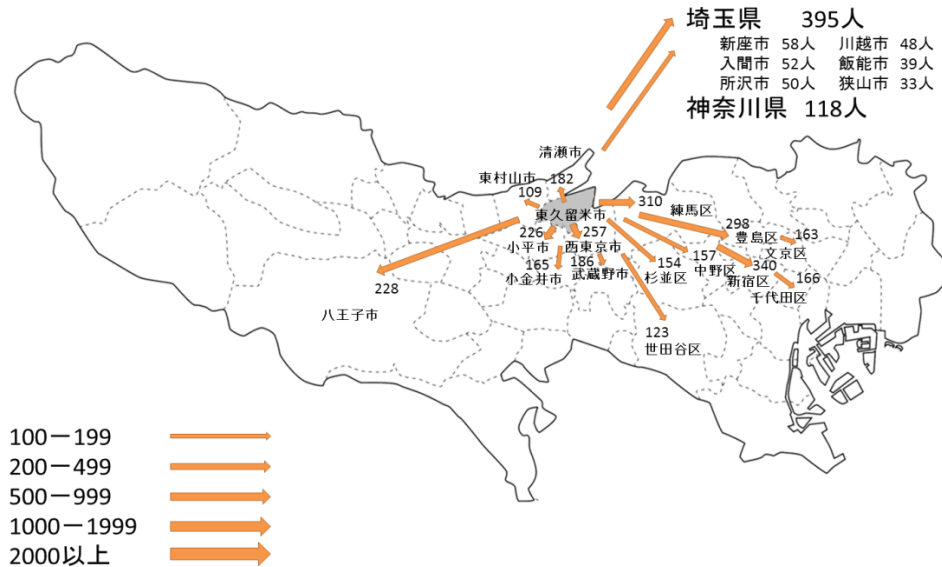 埼玉県 395人
新座市 58人 川越市 48人
入間市 52人 飯能市 39人
所沢市 50人 狭山市 33人
神奈川県 118人
清瀬市
東村山市 182
109
310
東久留米市
練馬区
226 257
298
豊島区 163
小平市 西東京市
文京区
165 186 154 157 中野区 340
小金井市 武蔵野市 杉並区 新宿区 166
千代田区
228
八王子市
123
世田谷区
100－199
200－499
500－999
1000－1999
2000以上